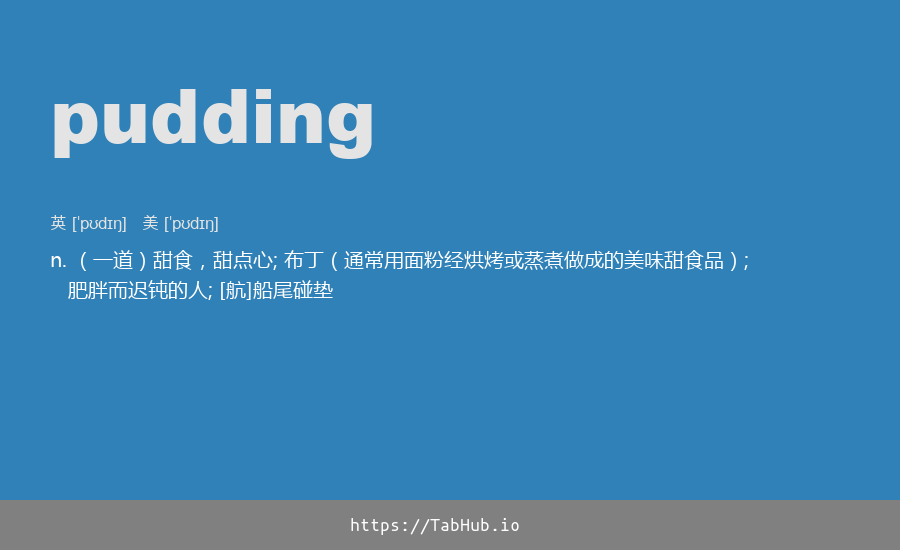 pudding
英 [ˈpʊdɪŋ] 美 [ˈpʊdɪŋ]
n. （一道）甜食，甜点心; 布丁（通常用面粉经烘烤或蒸煮做成的美味甜食品）;
肥胖而迟钝的人; [航]船尾碰垫
https://TabHub.io